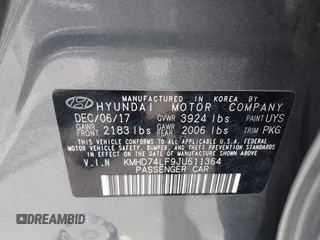 MANUFACTURED IN KOREA BY
HYUNDAI MOTOR COMPANY
DEC/06/17 GVWR 3924 lbs PAINT UYS
GAWR FRONT 2183 lbs GAWR REAR 2006 lbs TRIM PKG
THIS VEHICLE CONFORMS TO ALL APPLICABLE
U.S.A. FEDERAL MOTOR VEHICLE SAFETY, BUMPER,
AND THEFT PREVENTION STANDARDS IN EFFECT
ON THE DATE OF MANUFACTURE SHOWN ABOVE.
V.I.N KMHD74LF9JU611364
PASSENGER CAR
AUTOHELPERBOT.COM